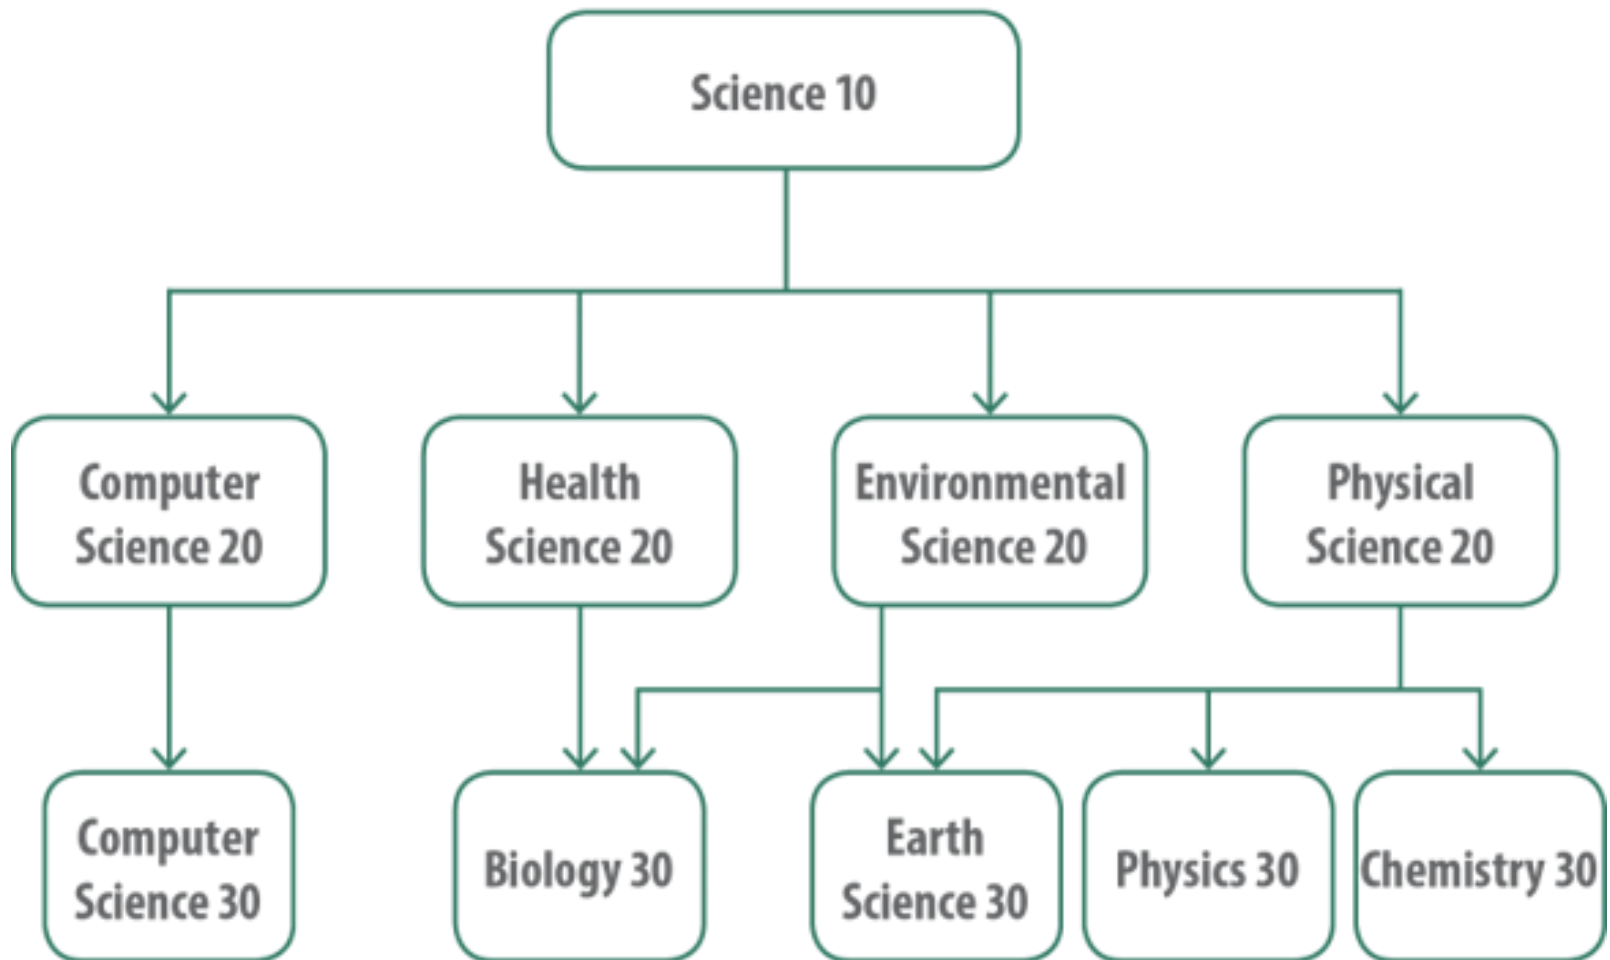 Science 10
Computer
Science 20
Health
Science 20
Environmental
Science 20
Physical
Science 20
Computer
Science 30
Biology 30
Earth
Science 30
Physics 30
Chemistry 30